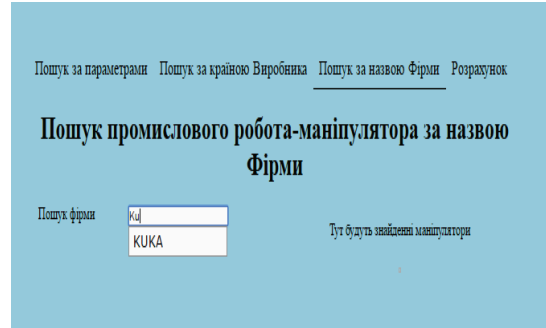 Пошук за параметрами Пошук за країною Виробника Пошук за назвою Фірми Розрахунок
Пошук промислового робота-маніпулятора за назвою
Фірми
Пошук фірми Ku
KUKA
Тут будуть знайденні маніпулятори